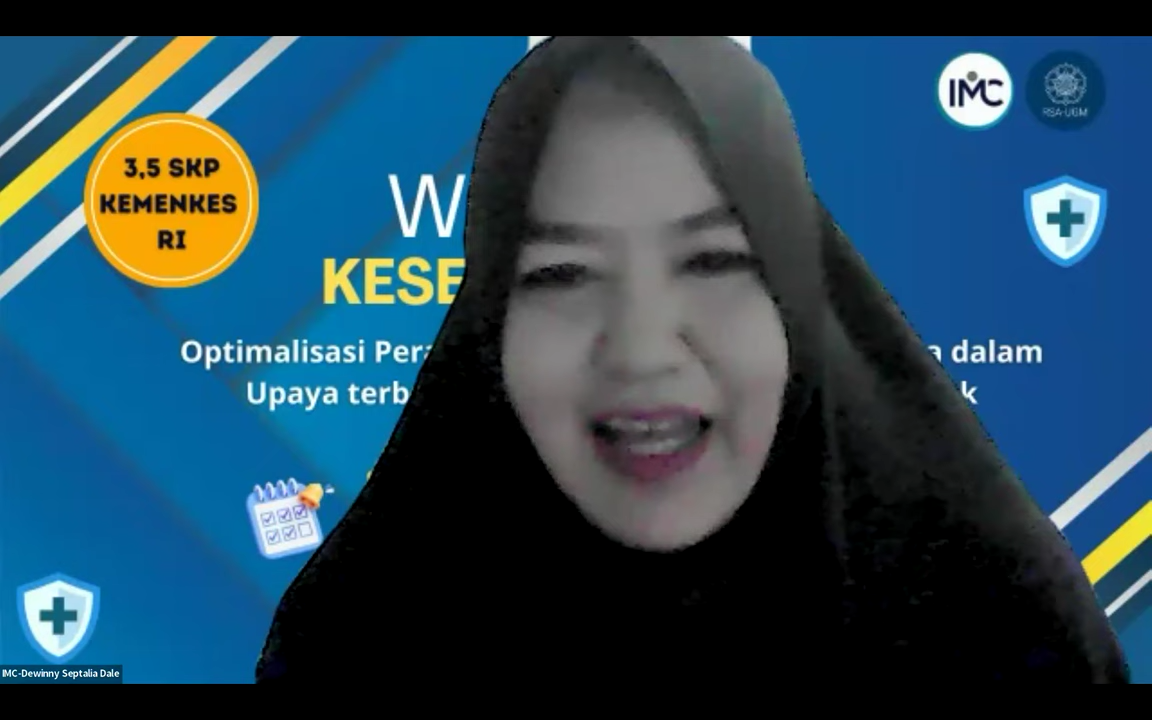 IMC
RSA-UGM
3,5 SKP
KEMENKES
RI
W
KESE
Optimalisasi Pera
a dalam
Upaya terb
k
IMC-Dewinny Septalia Dale